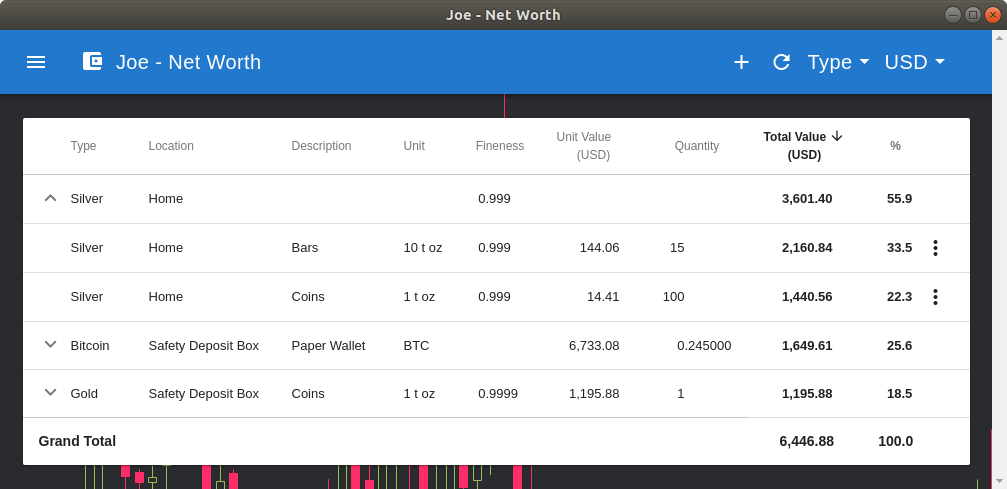 Joe - Net Worth
Joe - Net Worth Type USD
Type Location Description Unit Fineness Unit Value (USD) Quantity Total Value (USD) %
Silver Home 0.999 3,601.40 55.9
Silver Home Bars 10 t oz 0.999 144.06 15 2,160.84 33.5
Silver Home Coins 1 t oz 0.999 14.41 100 1,440.56 22.3
Bitcoin Safety Deposit Box Paper Wallet BTC 6,733.08 0.245000 1,649.61 25.6
Gold Safety Deposit Box Coins 1 t oz 0.9999 1,195.88 1 1,195.88 18.5
Grand Total 6,446.88 100.0